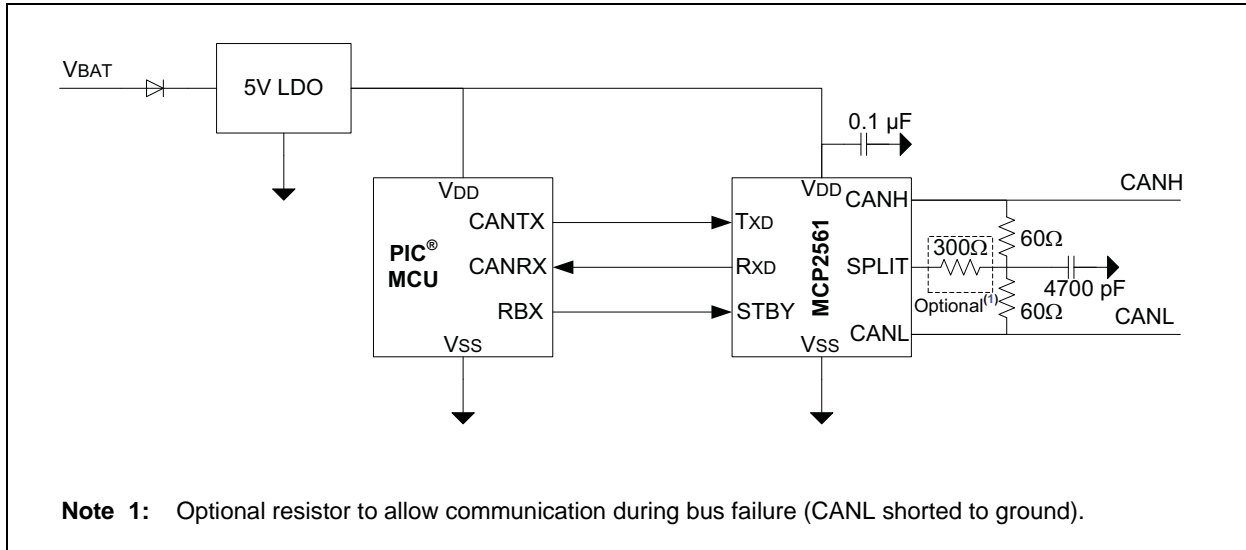 VBAT
5V LDO
0.1 µF
VDD
CANTX
CANRX
RBX
VSS
PIC®
MCU
VDD
TXD
RXD
STBY
VSS
MCP2561
CANH
SPLIT
CANL
300Ω
Optional(1)
60Ω
60Ω
4700 pF
CANH
CANL
Note 1: Optional resistor to allow communication during bus failure (CANL shorted to ground).